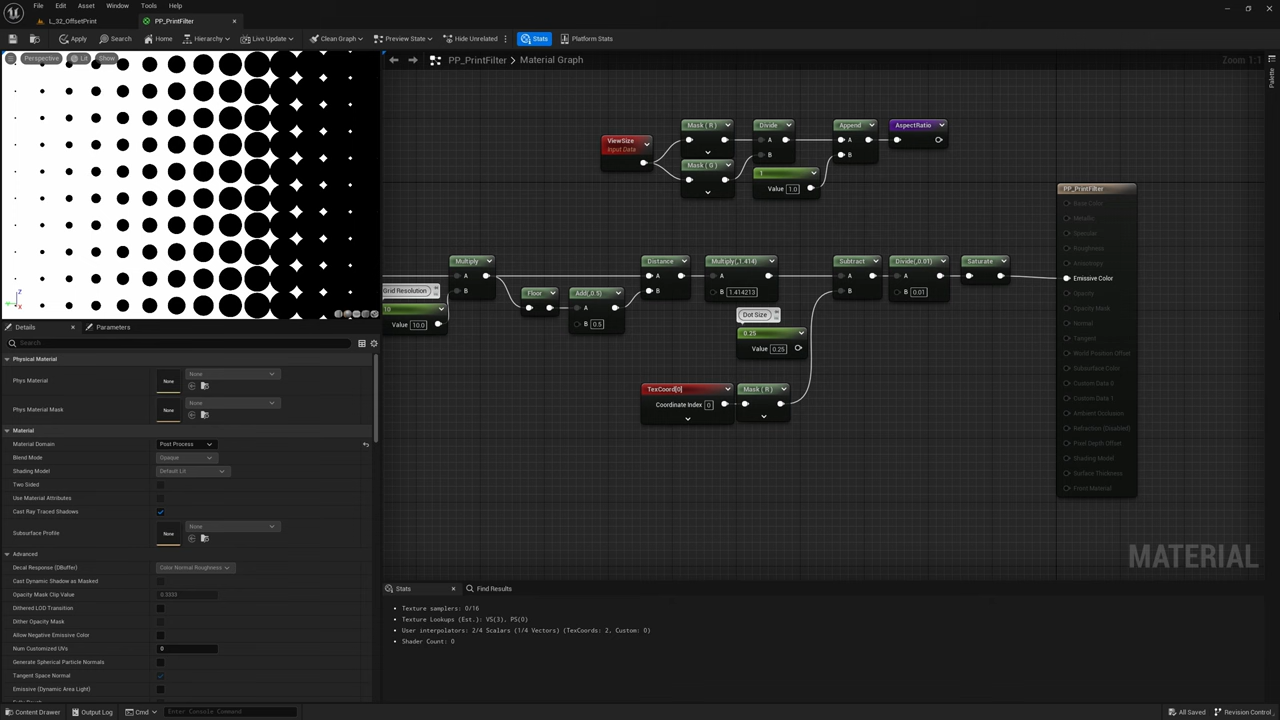 File Edit Asset Window Tools Help
L_32_OffsetPrint
PP_PrintFilter
Apply Search Home Hierarchy Live Update Clean Graph Preview State Hide Unrelated Stats Platform Stats
Perspective Lit Show
PP_PrintFilter > Material Graph
Zoom 1:1
Palette
ViewSize
Input Data
Mask ( R )
Mask ( G )
Divide
A
B
1
Value 1.0
Append
A
B
AspectRatio
Grid Resolution
10
Value 10.0
Multiply
A
B
Floor
Add(,0.5)
A
B 0.5
Distance
A
B
Multiply(,1.414)
A
B 1.414213
Dot Size
0.25
Value 0.25
TexCoord[0]
Coordinate Index 0
Mask ( R )
Subtract
A
B
Divide(,0.01)
A
B 0.01
Saturate
PP_PrintFilter
Base Color
Metallic
Specular
Roughness
Anisotropy
Emissive Color
Opacity
Opacity Mask
Normal
Tangent
World Position Offset
Subsurface Color
Custom Data 0
Custom Data 1
Ambient Occlusion
Refraction (Disabled)
Pixel Depth Offset
Shading Model
Surface Thickness
Front Material
MATERIAL
Details
Parameters
Search
Physical Material
Phys Material None None
Phys Material Mask None None
Material
Material Domain Post Process
Blend Mode Opaque
Shading Model Default Lit
Two Sided
Use Material Attributes
Cast Ray Traced Shadows
Subsurface Profile None None
Advanced
Decal Response (DBuffer) Color Normal Roughness
Cast Dynamic Shadow as Masked
Opacity Mask Clip Value 0.3333
Dithered LOD Transition
Dither Opacity Mask
Allow Negative Emissive Color
Num Customized UVs 0
Generate Spherical Particle Normals
Tangent Space Normal
Emissive (Dynamic Area Light)
Stats
Find Results
Texture samplers: 0/16
Texture Lookups (Est.): VS(3), PS(0)
User interpolators: 2/4 Scalars (1/4 Vectors) (TexCoords: 2, Custom: 0)
Shader Count: 0
Content Drawer Output Log Cmd Enter Console Command All Saved Revision Control